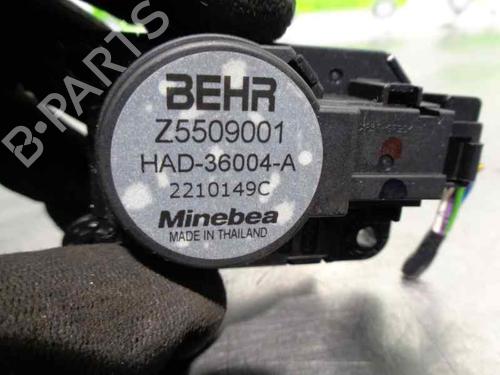 B-PARTS
BEHR
Z5509001
HAD-36004-A
2210149C
Minebea
MADE IN THAILAND